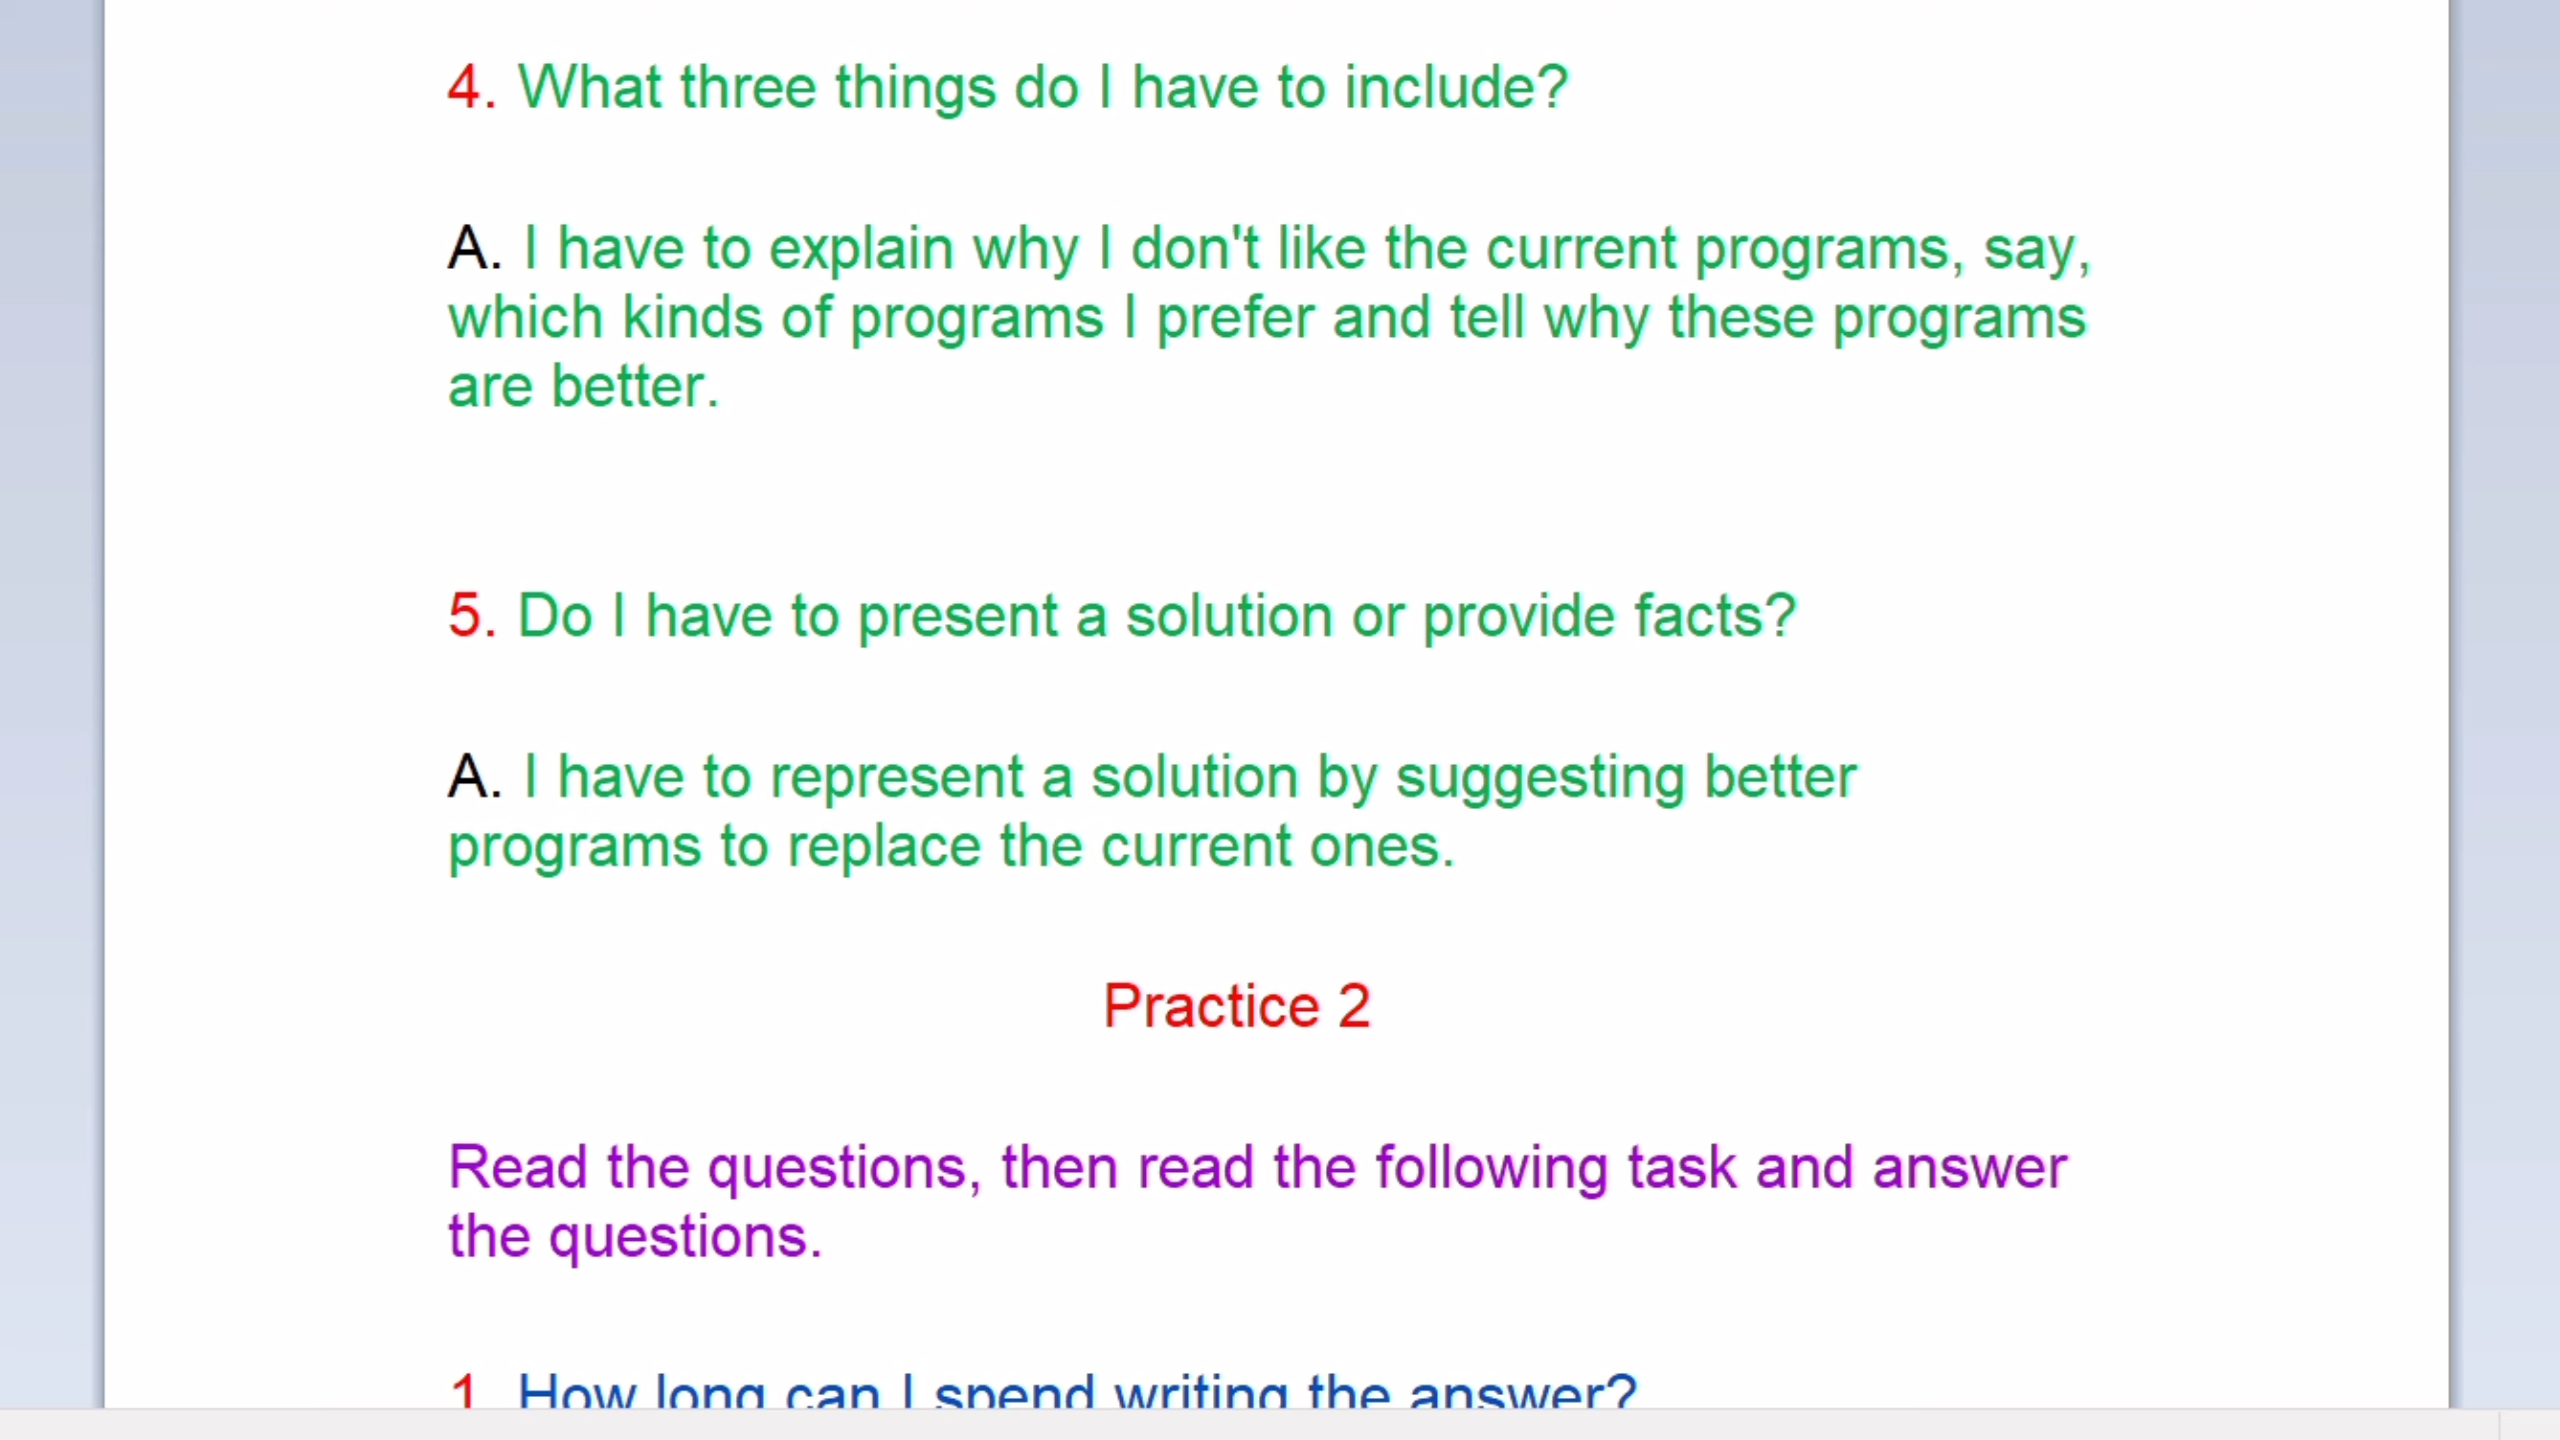 4. What three things do I have to include?
A. I have to explain why I don't like the current programs, say,
which kinds of programs I prefer and tell why these programs
are better.
5. Do I have to present a solution or provide facts?
A. I have to represent a solution by suggesting better
programs to replace the current ones.
Practice 2
Read the questions, then read the following task and answer
the questions.
1. How long can I spend writing the answer?